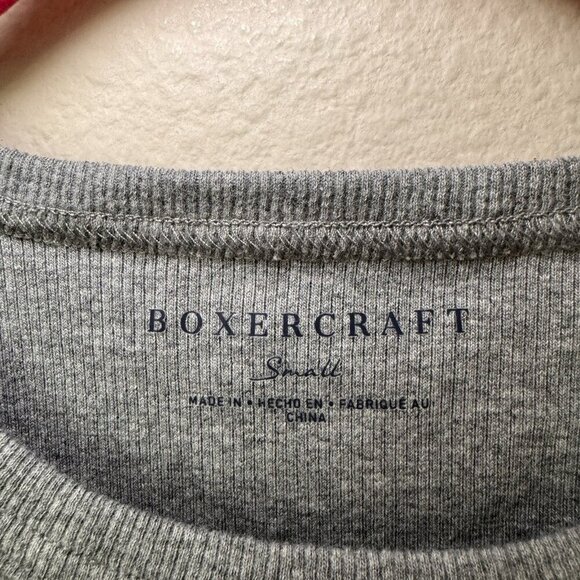 BOXERCRAFT
Small
MADE IN • HECHO EN • FABRIQUÉ AU
CHINA